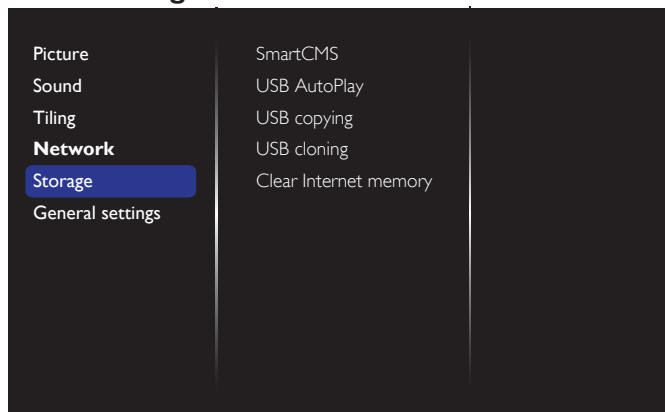 Picture
Sound
Tiling
Network
Storage
General settings
SmartCMS
USB AutoPlay
USB copying
USB cloning
Clear Internet memory